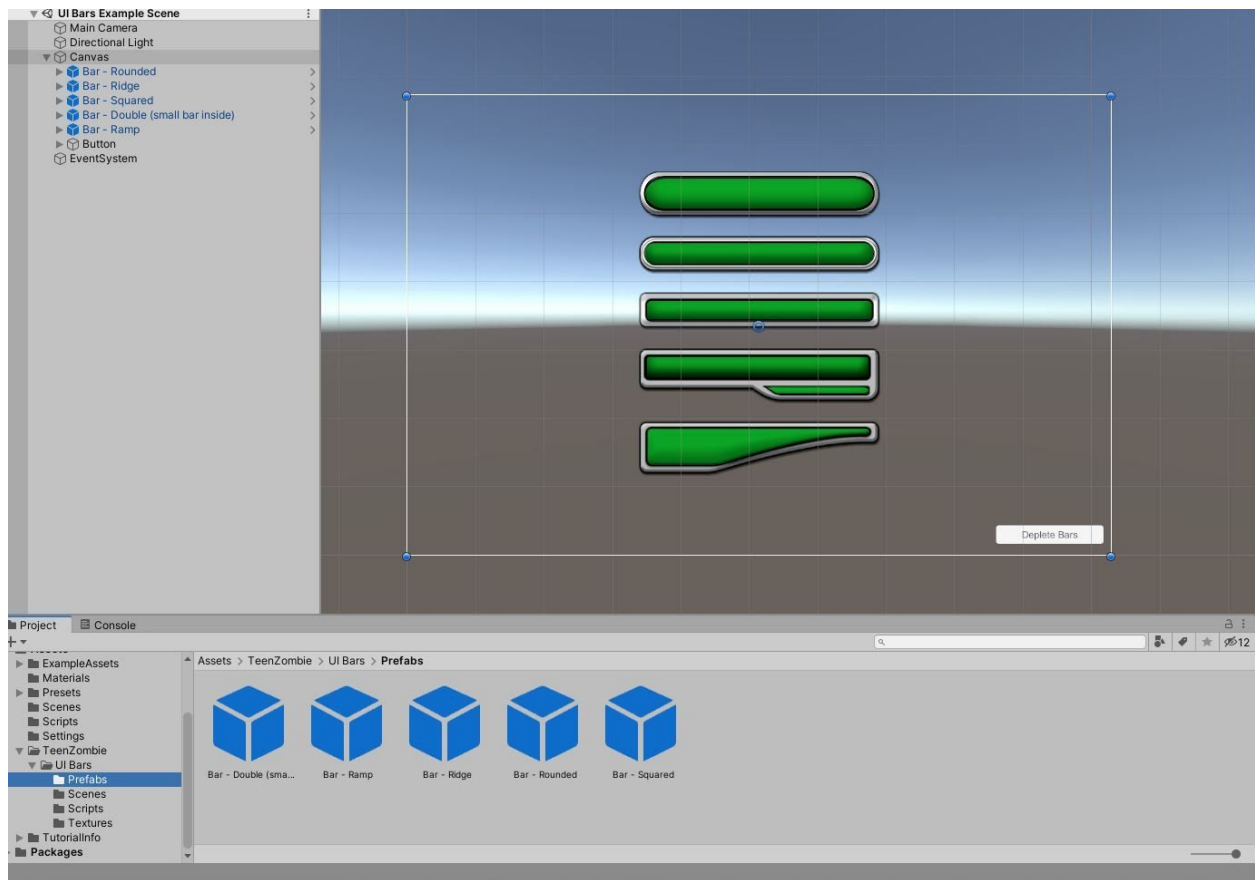 UI Bars Example Scene
Main Camera
Directional Light
Canvas
Bar - Rounded
Bar - Ridge
Bar - Squared
Bar - Double (small bar inside)
Bar - Ramp
Button
EventSystem
Deplete Bars
Project Console
12
ExampleAssets
Materials
Presets
Scenes
Scripts
Settings
TeenZombie
UI Bars
Prefabs
Scenes
Scripts
Textures
TutorialInfo
Packages
Assets > TeenZombie > UI Bars > Prefabs
Bar - Double (sma... Bar - Ramp Bar - Ridge Bar - Rounded Bar - Squared